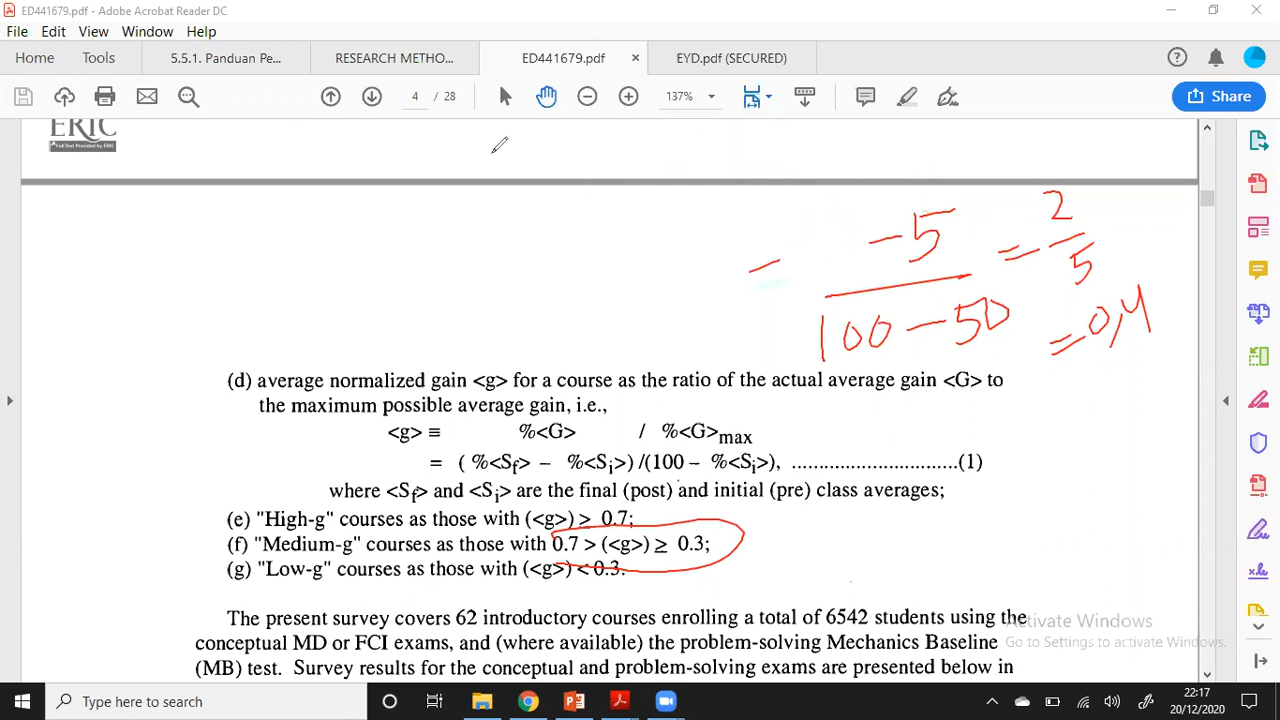 ED441679.pdf - Adobe Acrobat Reader DC
File Edit View Window Help
Home Tools 5.5.1. Panduan Pe... RESEARCH METHO... ED441679.pdf × EYD.pdf (SECURED)
4 / 28 137% Share
ERIC
Full Text Provided by ERIC
- 5 = 2
5
100 - 50
= 0,4
(d) average normalized gain <g> for a course as the ratio of the actual average gain <G> to
the maximum possible average gain, i.e.,
<g> ≡ %<G> / %<G>max
= ( %<Sf> – %<Si>) /(100 – %<Si>), ..............................(1)
where <Sf> and <Si> are the final (post) and initial (pre) class averages;
(e) "High-g" courses as those with (<g>) ≥ 0.7;
(f) "Medium-g" courses as those with 0.7 > (<g>) ≥ 0.3;
(g) "Low-g" courses as those with (<g>) < 0.3.
The present survey covers 62 introductory courses enrolling a total of 6542 students using the
conceptual MD or FCI exams, and (where available) the problem-solving Mechanics Baseline
(MB) test. Survey results for the conceptual and problem-solving exams are presented below in
Activate Windows
Go to Settings to activate Windows.
Type here to search
22:17
20/12/2020